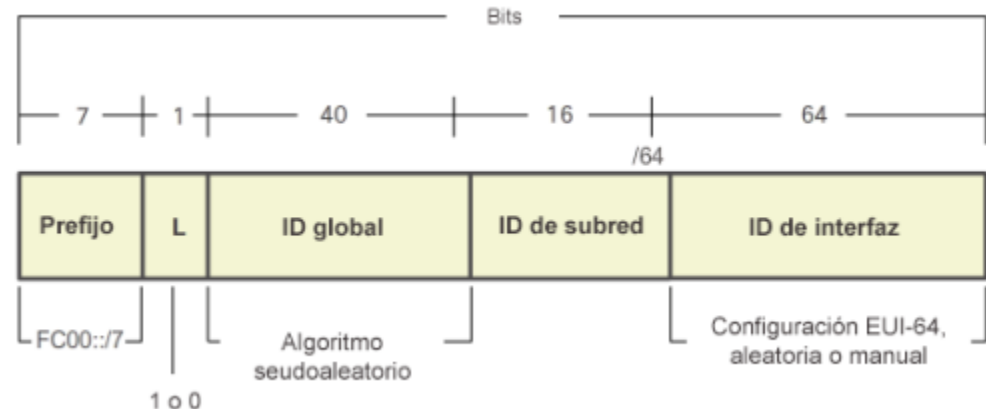 Bits
7 1 40 16 64
/64
Prefijo L ID global ID de subred ID de interfaz
FC00::/7
1 o 0
Algoritmo
seudoaleatorio
Configuración EUI-64,
aleatoria o manual